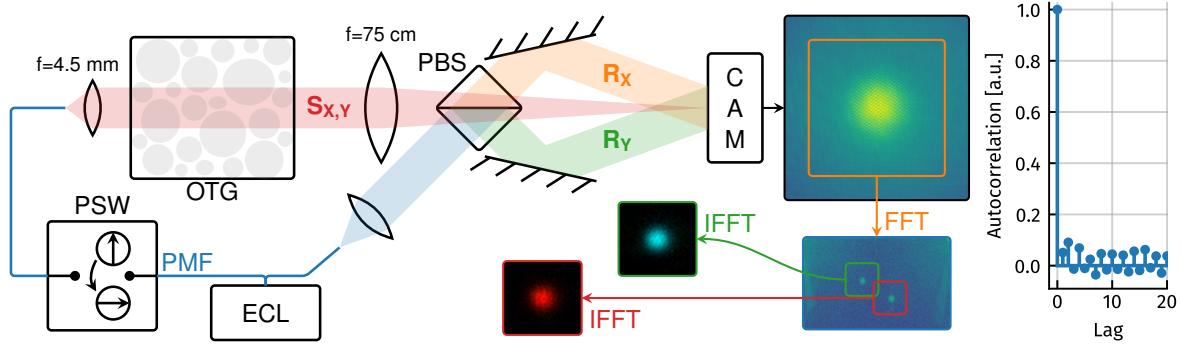 f=4.5 mm
OTG
S_{X,Y}
f=75 cm
PBS
R_X
R_Y
C
A
M
FFT
IFFT
IFFT
PSW
PMF
ECL
Autocorrelation [a.u.]
1.0
0.8
0.6
0.4
0.2
0.0
0 10 20
Lag